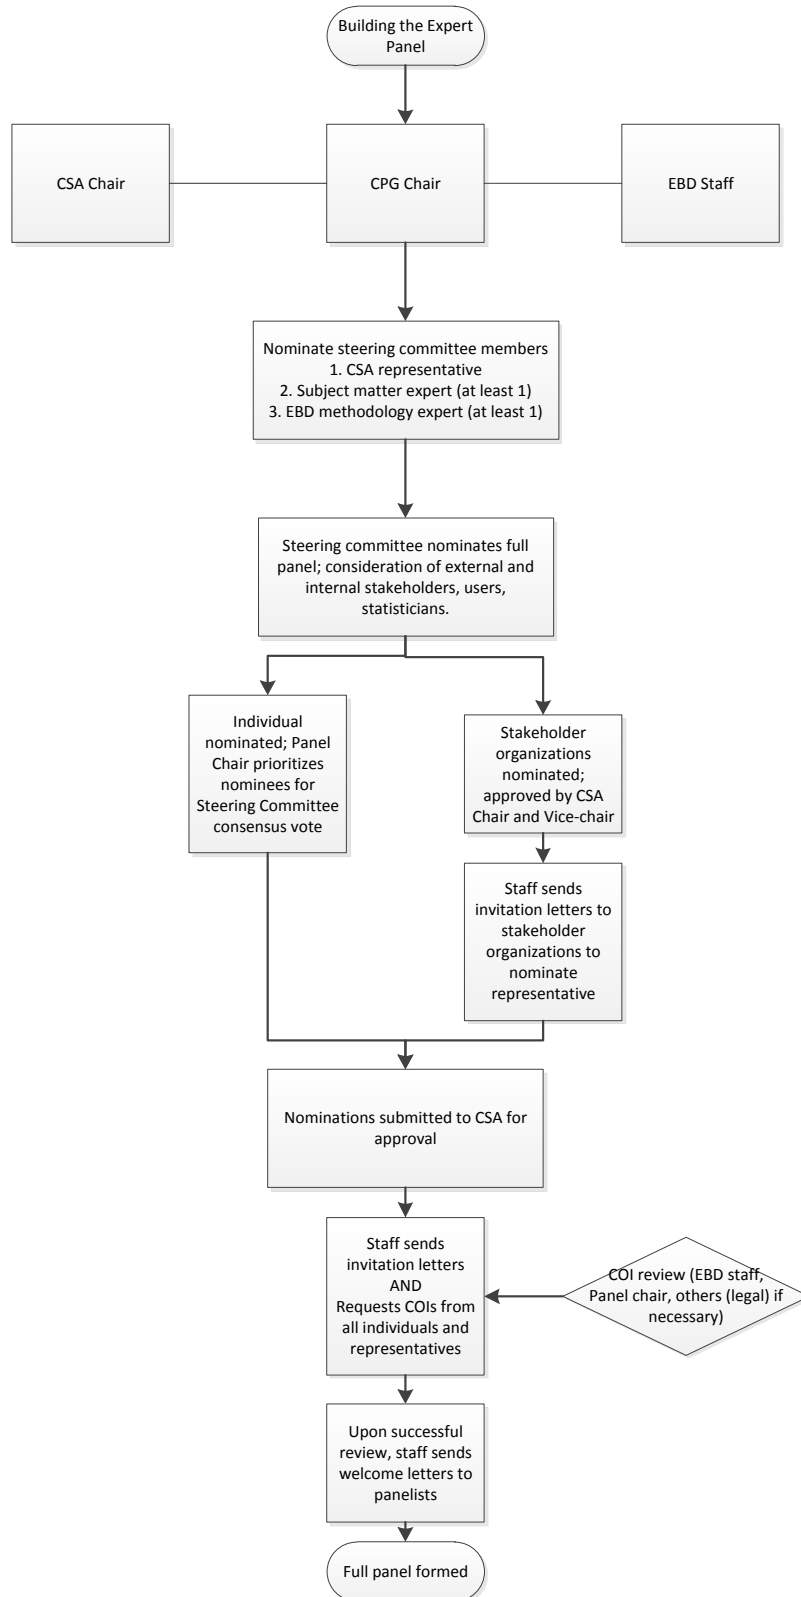 Building the Expert
Panel
CSA Chair
CPG Chair
EBD Staff
Nominate steering committee members
1. CSA representative
2. Subject matter expert (at least 1)
3. EBD methodology expert (at least 1)
Steering committee nominates full
panel; consideration of external and
internal stakeholders, users,
statisticians.
Individual
nominated; Panel
Chair prioritizes
nominees for
Steering Committee
consensus vote
Stakeholder
organizations
nominated;
approved by CSA
Chair and Vice-chair
Staff sends
invitation letters to
stakeholder
organizations to
nominate
representative
Nominations submitted to CSA for
approval
Staff sends
invitation letters
AND
Requests COIs from
all individuals and
representatives
COI review (EBD staff,
Panel chair, others (legal) if
necessary)
Upon successful
review, staff sends
welcome letters to
panelists
Full panel formed